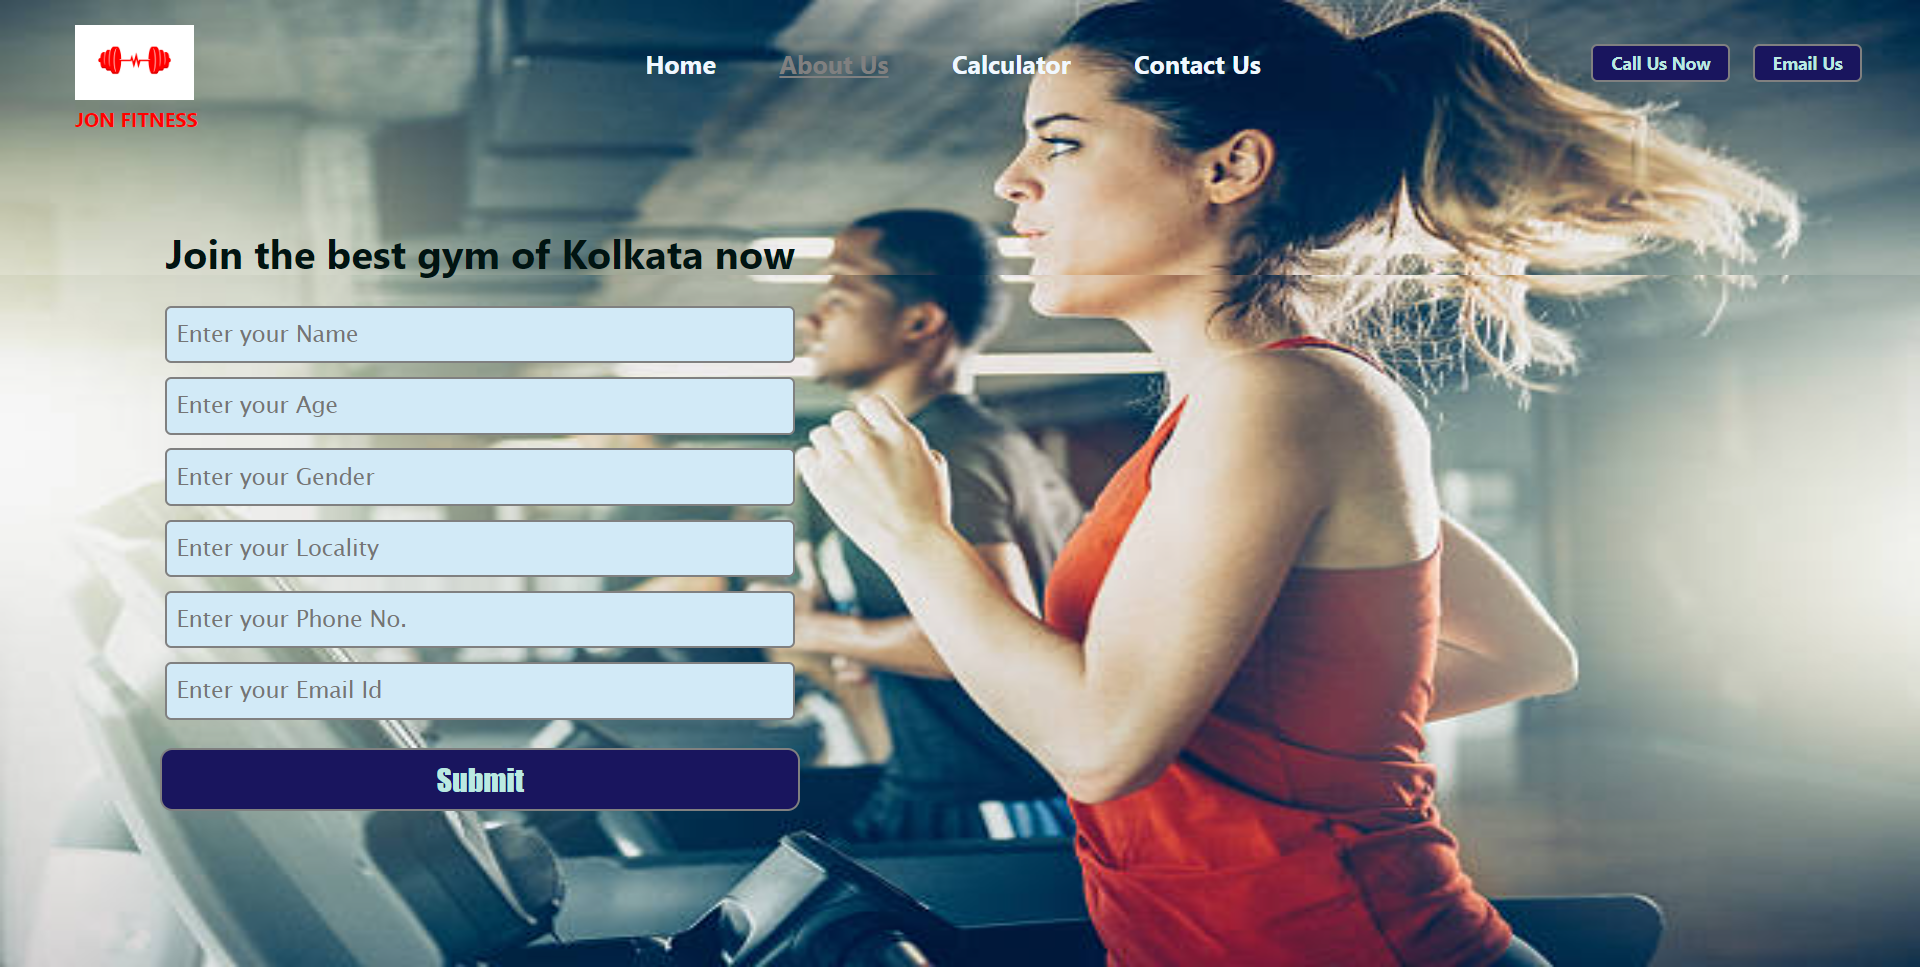 JON FITNESS
Home
About Us
Calculator
Contact Us
Call Us Now
Email Us
Join the best gym of Kolkata now
Enter your Name
Enter your Age
Enter your Gender
Enter your Locality
Enter your Phone No.
Enter your Email Id
Submit